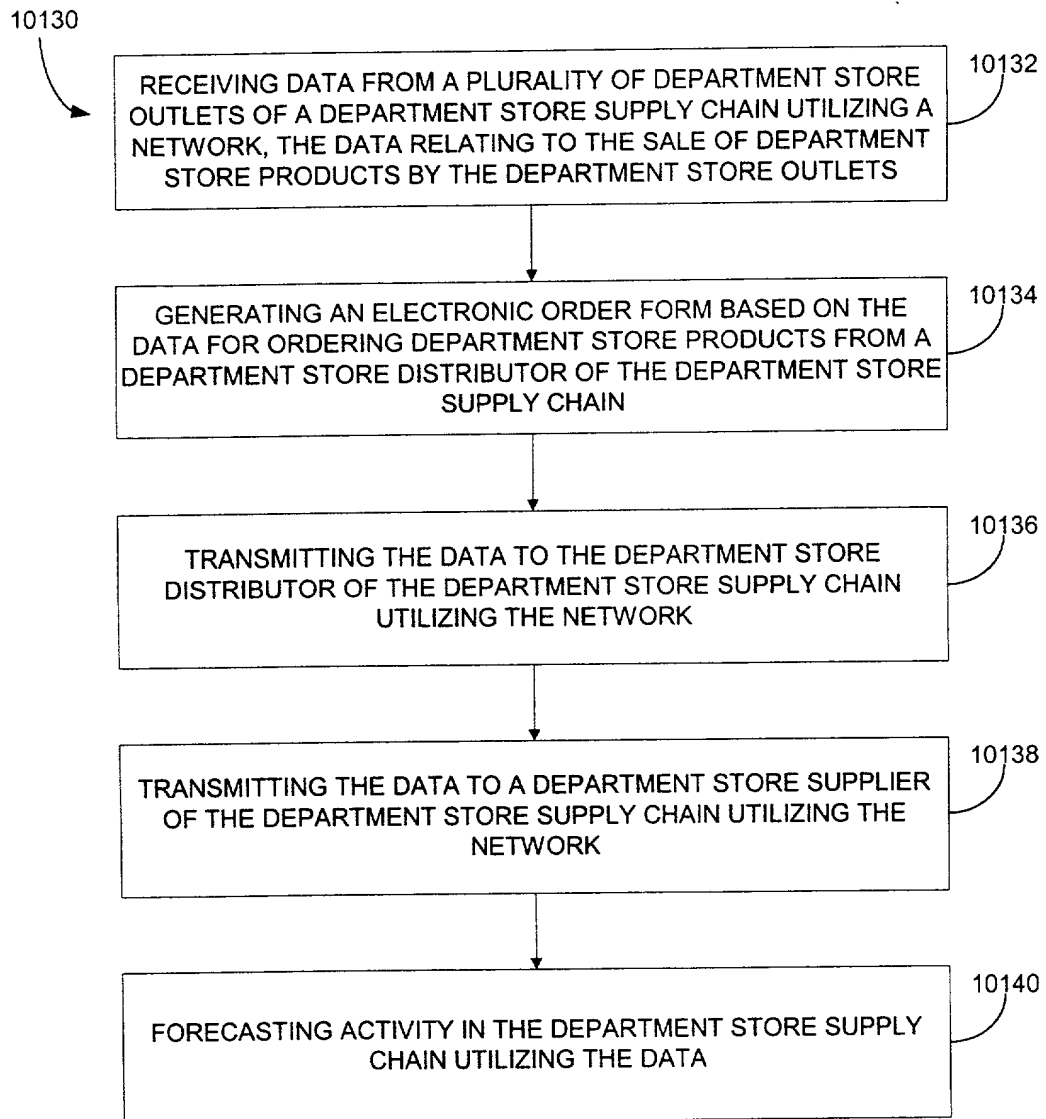 10130
10132
RECEIVING DATA FROM A PLURALITY OF DEPARTMENT STORE
OUTLETS OF A DEPARTMENT STORE SUPPLY CHAIN UTILIZING A
NETWORK, THE DATA RELATING TO THE SALE OF DEPARTMENT
STORE PRODUCTS BY THE DEPARTMENT STORE OUTLETS
10134
GENERATING AN ELECTRONIC ORDER FORM BASED ON THE
DATA FOR ORDERING DEPARTMENT STORE PRODUCTS FROM A
DEPARTMENT STORE DISTRIBUTOR OF THE DEPARTMENT STORE
SUPPLY CHAIN
10136
TRANSMITTING THE DATA TO THE DEPARTMENT STORE
DISTRIBUTOR OF THE DEPARTMENT STORE SUPPLY CHAIN
UTILIZING THE NETWORK
10138
TRANSMITTING THE DATA TO A DEPARTMENT STORE SUPPLIER
OF THE DEPARTMENT STORE SUPPLY CHAIN UTILIZING THE
NETWORK
10140
FORECASTING ACTIVITY IN THE DEPARTMENT STORE SUPPLY
CHAIN UTILIZING THE DATA